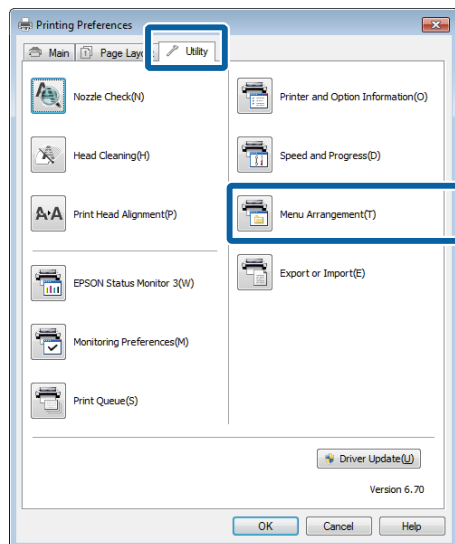 Printing Preferences
Main
Page Lay
Utility
Nozzle Check(N)
Printer and Option Information(O)
Head Cleaning(H)
Speed and Progress(D)
Print Head Alignment(P)
Menu Arrangement(T)
EPSON Status Monitor 3(W)
Export or Import(E)
Monitoring Preferences(M)
Print Queue(S)
Driver Update(U)
Version 6.70
OK
Cancel
Help